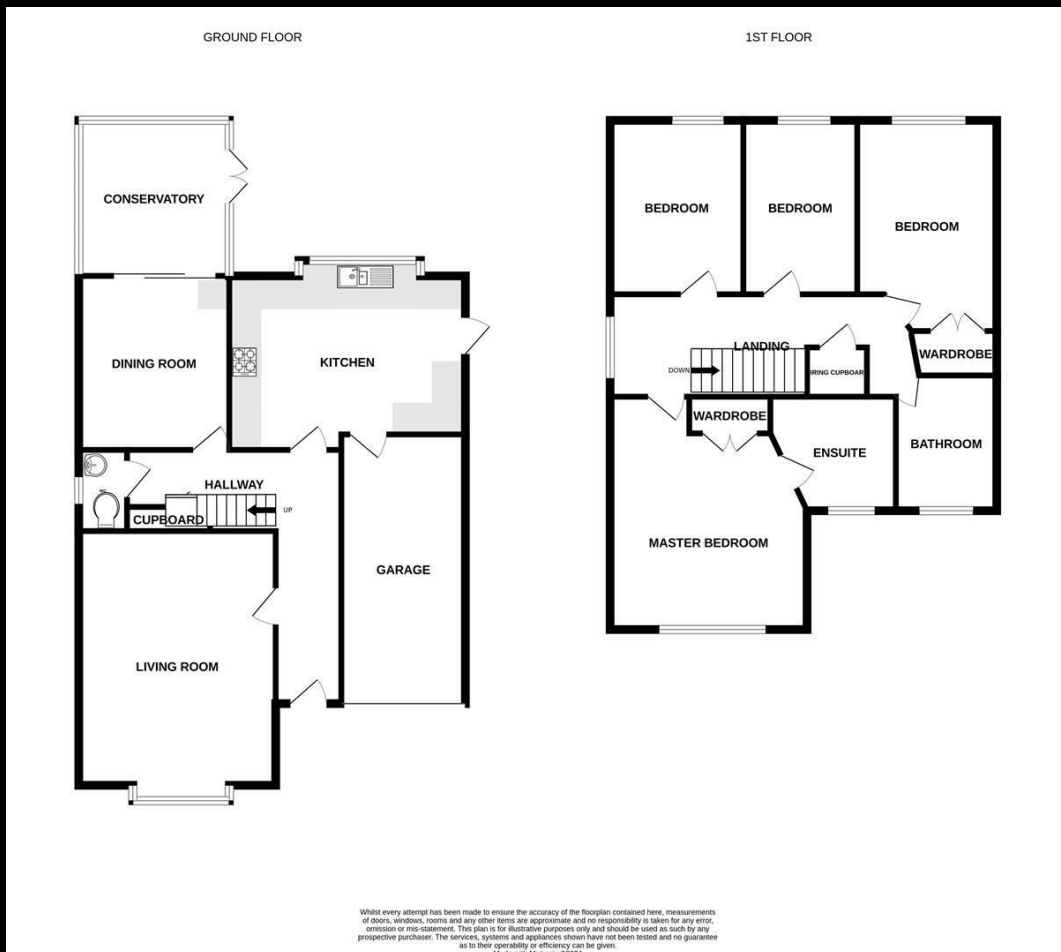 GROUND FLOOR
1ST FLOOR
CONSERVATORY
DINING ROOM
KITCHEN
HALLWAY
UP
CUPBOARD
GARAGE
LIVING ROOM
BEDROOM
BEDROOM
BEDROOM
LANDING
DOWN
WARDROBE
WARDROBE
ENSUITE
BATHROOM
MASTER BEDROOM
Whilst every attempt has been made to ensure the accuracy of the floorplan contained here, measurements
of doors, windows, rooms and any other items are approximate and no responsibility is taken for any error,
omission or mis-statement. This plan is for illustrative purposes only and should be used as such by any
prospective purchaser. The services, systems and appliances shown have not been tested and no guarantee
as to their operability or efficiency can be given.